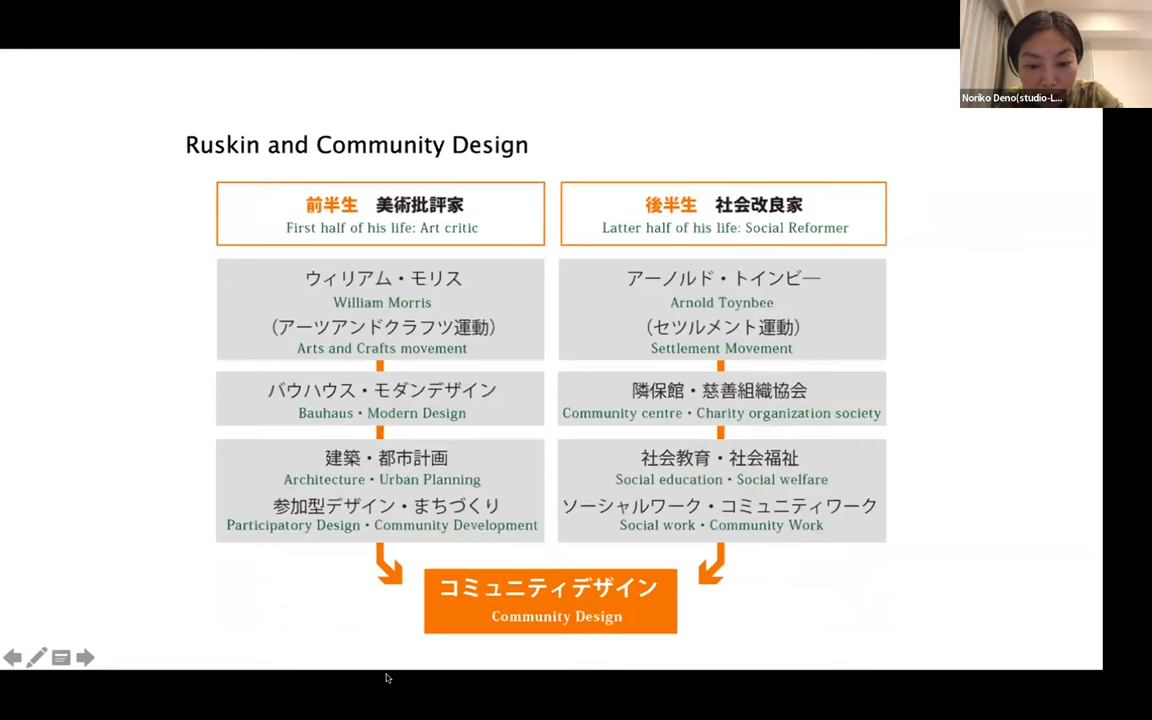 Noriko Deno(studio-L...
Ruskin and Community Design
前半生　美術批評家
First half of his life: Art critic
後半生　社会改良家
Latter half of his life: Social Reformer
ウィリアム・モリス
William Morris
（アーツアンドクラフツ運動）
Arts and Crafts movement
アーノルド・トインビー
Arnold Toynbee
（セツルメント運動）
Settlement Movement
バウハウス・モダンデザイン
Bauhaus・Modern Design
隣保館・慈善組織協会
Community centre・Charity organization society
建築・都市計画
Architecture・Urban Planning
参加型デザイン・まちづくり
Participatory Design・Community Development
社会教育・社会福祉
Social education・Social welfare
ソーシャルワーク・コミュニティワーク
Social work・Community Work
コミュニティデザイン
Community Design